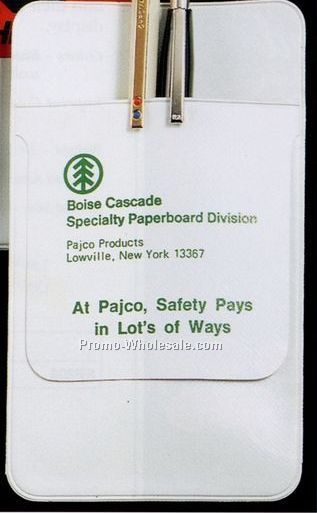 Boise Cascade
Specialty Paperboard Division
Pajco Products
Lowville, New York 13367
At Pajco, Safety Pays
in Lot's of Ways
Promo-Wholesale.com